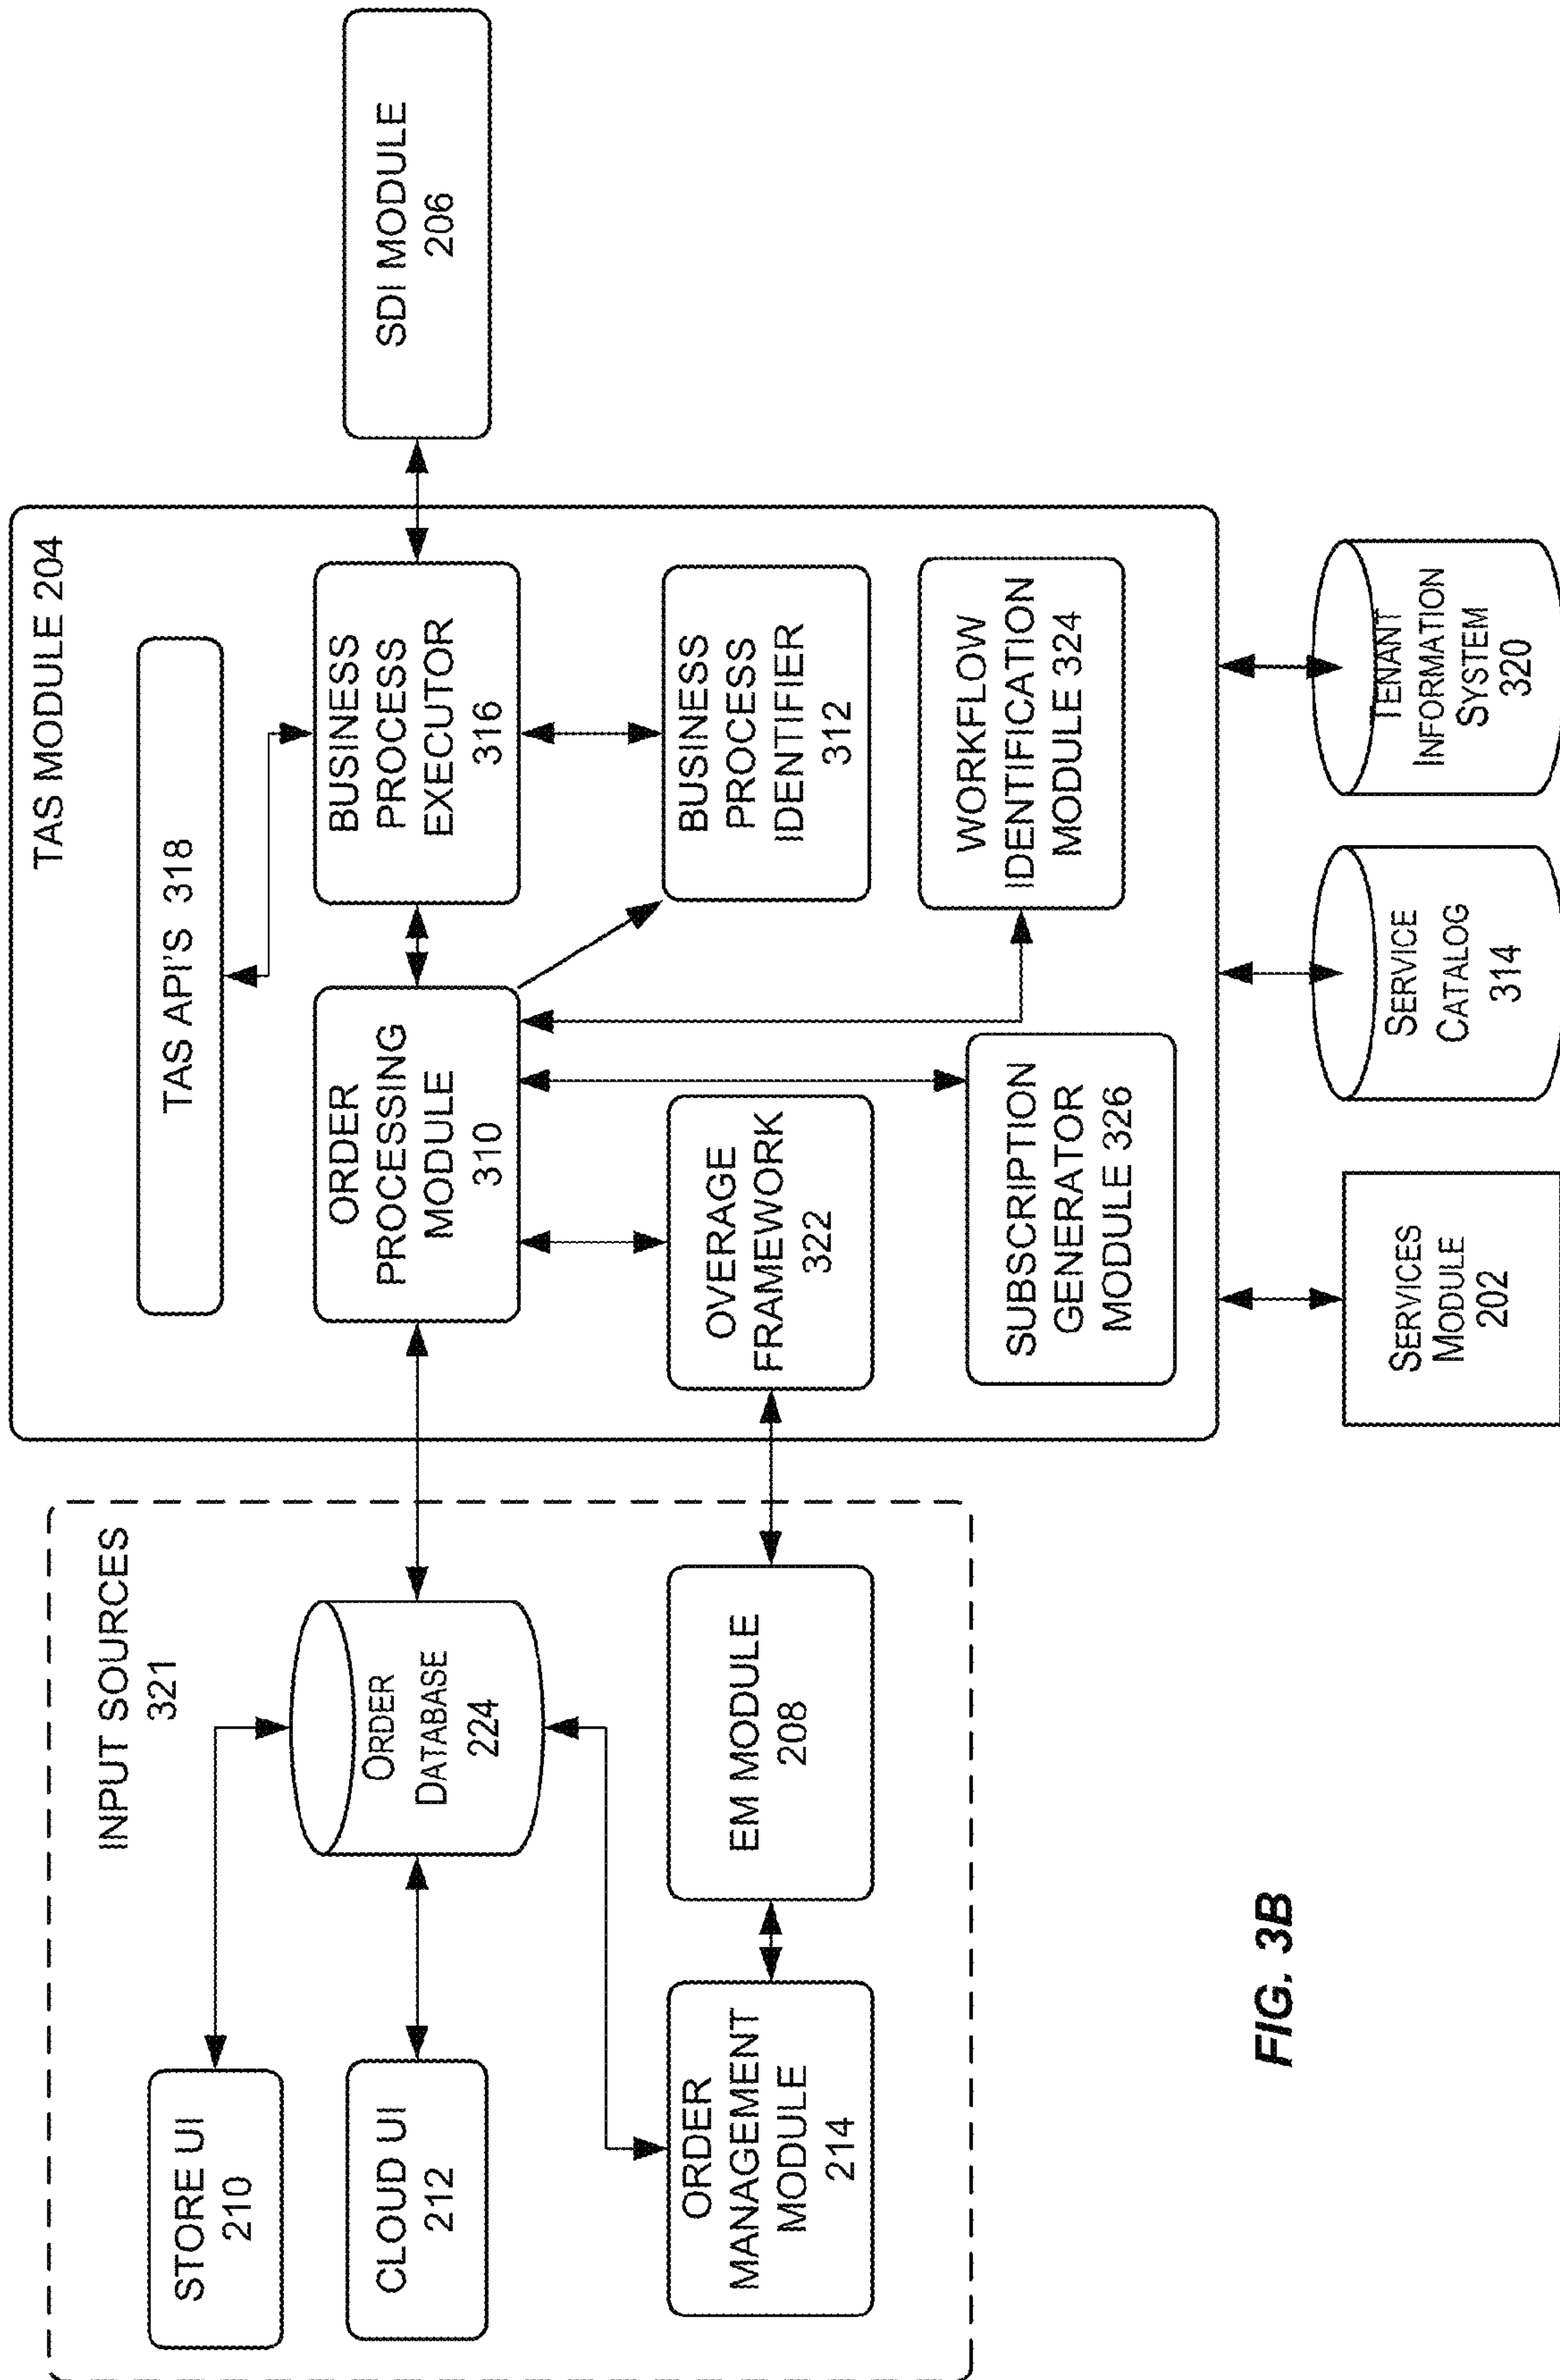 INPUT SOURCES
321
STORE UI
210
CLOUD UI
212
ORDER
DATABASE
224
ORDER
MANAGEMENT
MODULE
214
EM MODULE
208
TAS MODULE 204
TAS API'S 318
ORDER
PROCESSING
MODULE
310
BUSINESS
PROCESS
EXECUTOR
316
OVERAGE
FRAMEWORK
322
BUSINESS
PROCESS
IDENTIFIER
312
SUBSCRIPTION
GENERATOR
MODULE 326
WORKFLOW
IDENTIFICATION
MODULE 324
SDI MODULE
206
SERVICES
MODULE
202
SERVICE
CATALOG
314
TENANT
INFORMATION
SYSTEM
320
FIG. 3B